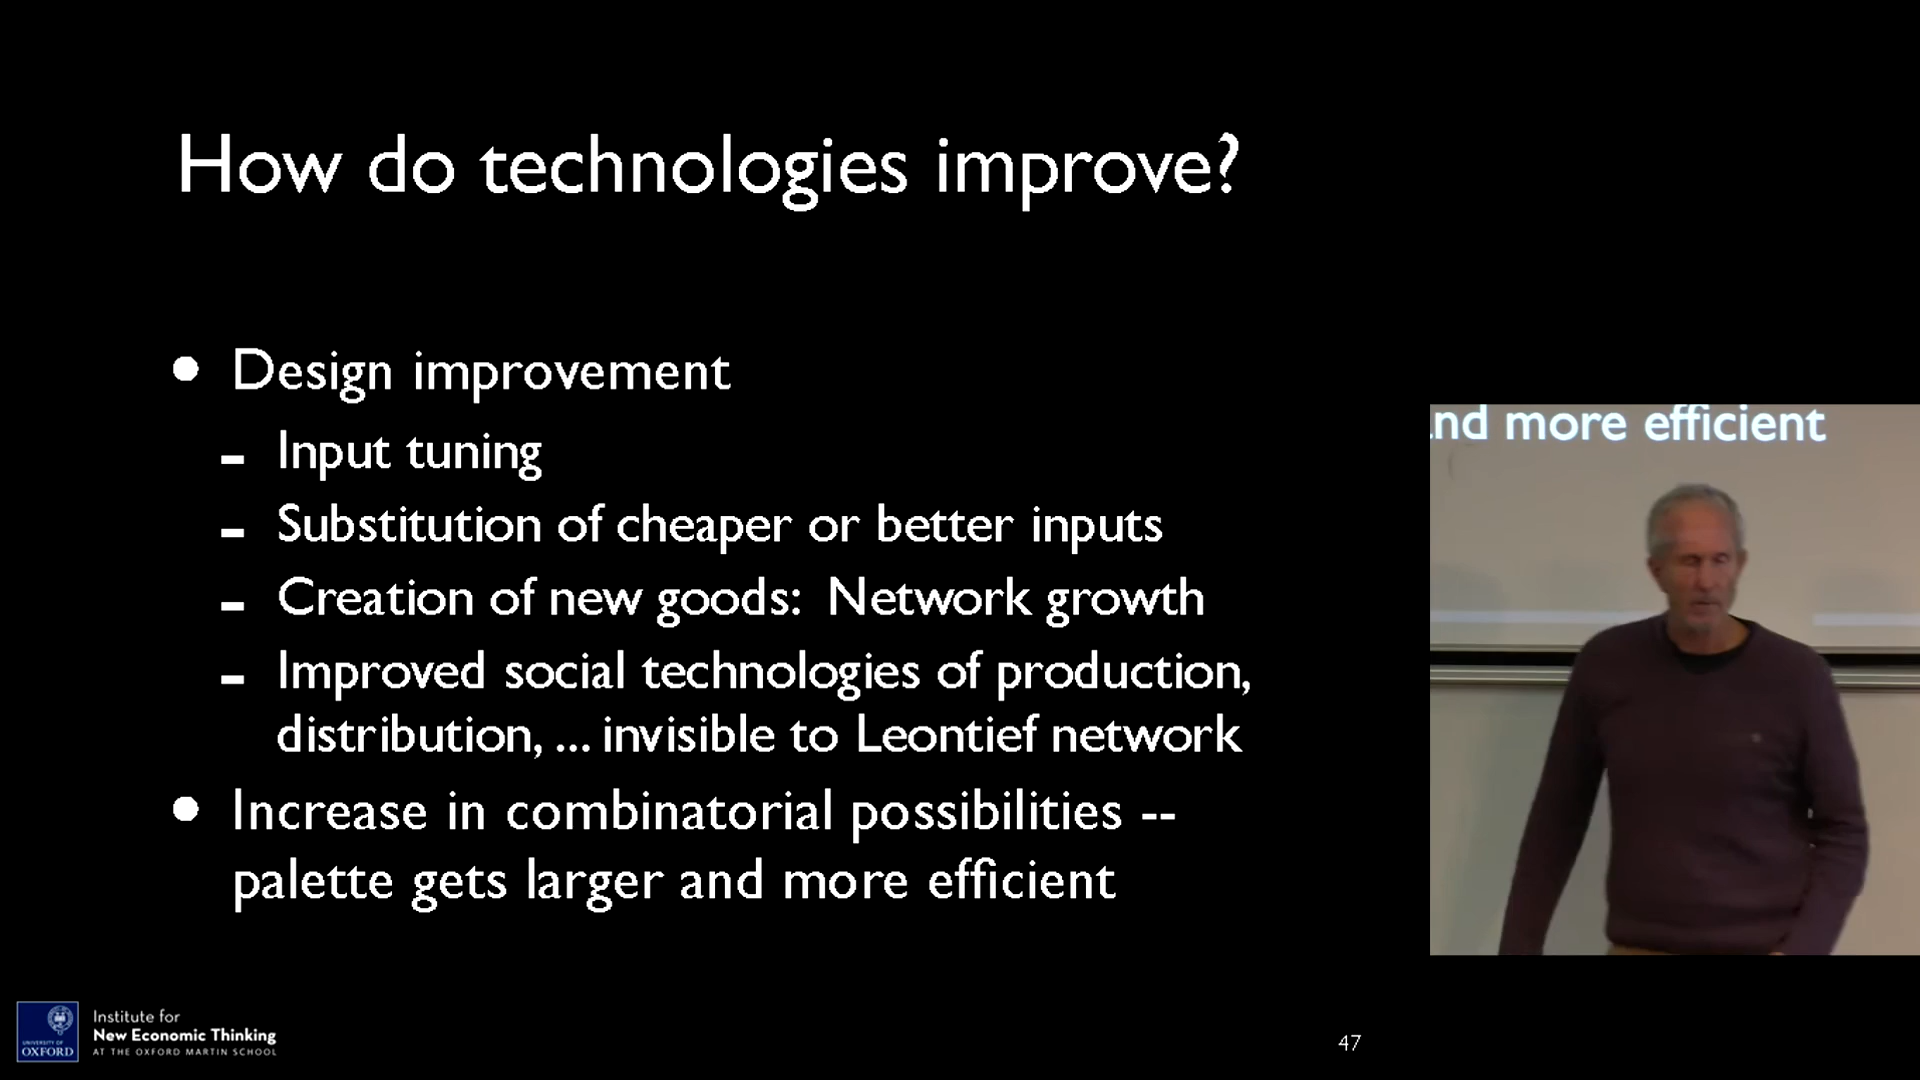 How do technologies improve?
• Design improvement
- Input tuning
- Substitution of cheaper or better inputs
- Creation of new goods: Network growth
- Improved social technologies of production,
distribution, ... invisible to Leontief network
• Increase in combinatorial possibilities --
palette gets larger and more efficient
nd more efficient
UNIVERSITY OF
OXFORD
Institute for
New Economic Thinking
AT THE OXFORD MARTIN SCHOOL
47